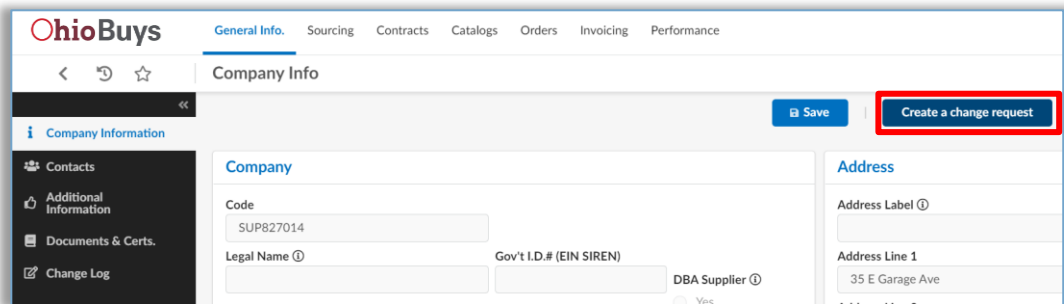 OhioBuys
General Info. Sourcing Contracts Catalogs Orders Invoicing Performance
Company Info
Save Create a change request
Company Information
Contacts
Additional
Information
Documents & Certs.
Change Log
Company
Code
SUP827014
Legal Name Gov't I.D.# (EIN SIREN)
DBA Supplier
Yes
Address
Address Label
Address Line 1
35 E Garage Ave